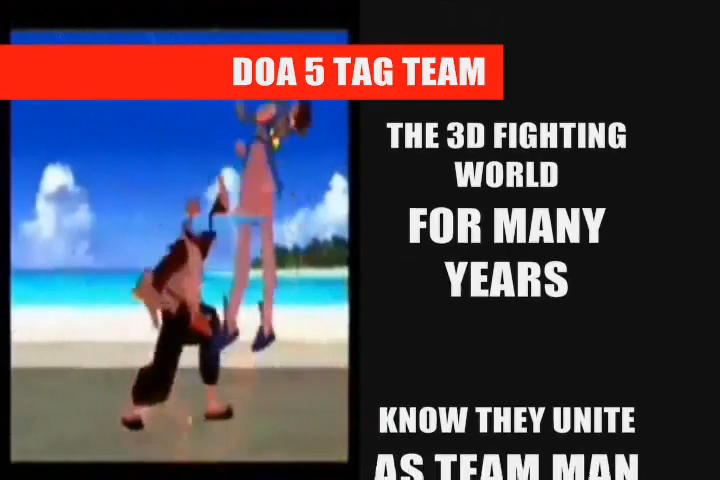 DOA 5 TAG TEAM
THE 3D FIGHTING
WORLD
FOR MANY
YEARS
KNOW THEY UNITE
AS TEAM MAN